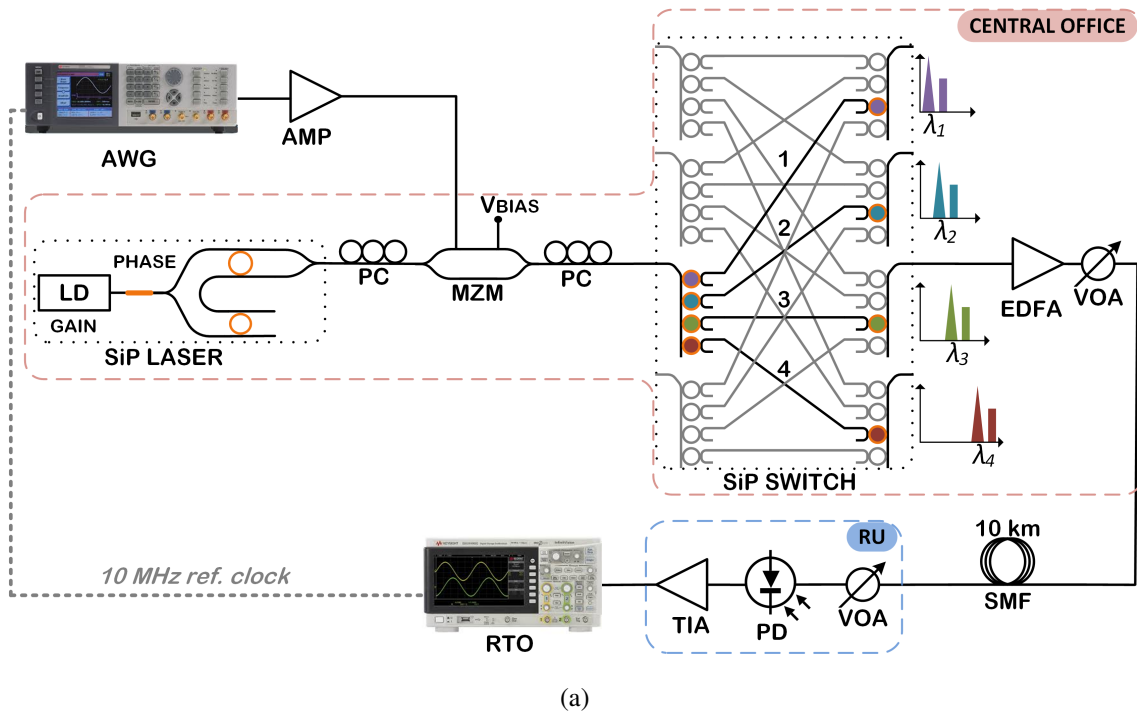 CENTRAL OFFICE
AWG
AMP
λ1
1
VBIAS
λ2
2
PHASE
PC
MZM
PC
LD
GAIN
SiP LASER
3
EDFA
VOA
λ3
4
λ4
SiP SWITCH
RU
10 km
10 MHz ref. clock
SMF
TIA
PD
VOA
RTO
(a)